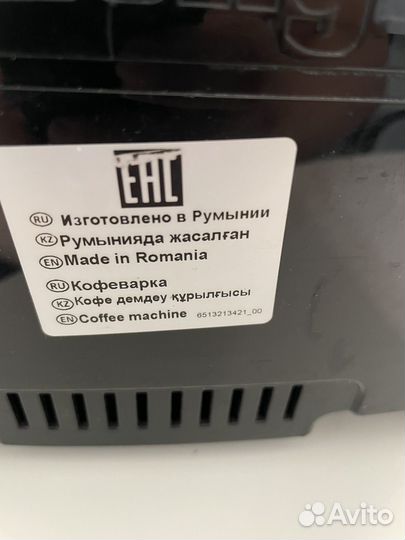 EAC
RU Изготовлено в Румынии
KZ Румынияда жасалған
EN Made in Romania
RU Кофеварка
KZ Кофе демдеу құрылғысы
EN Coffee machine 6513213421_00
Avito